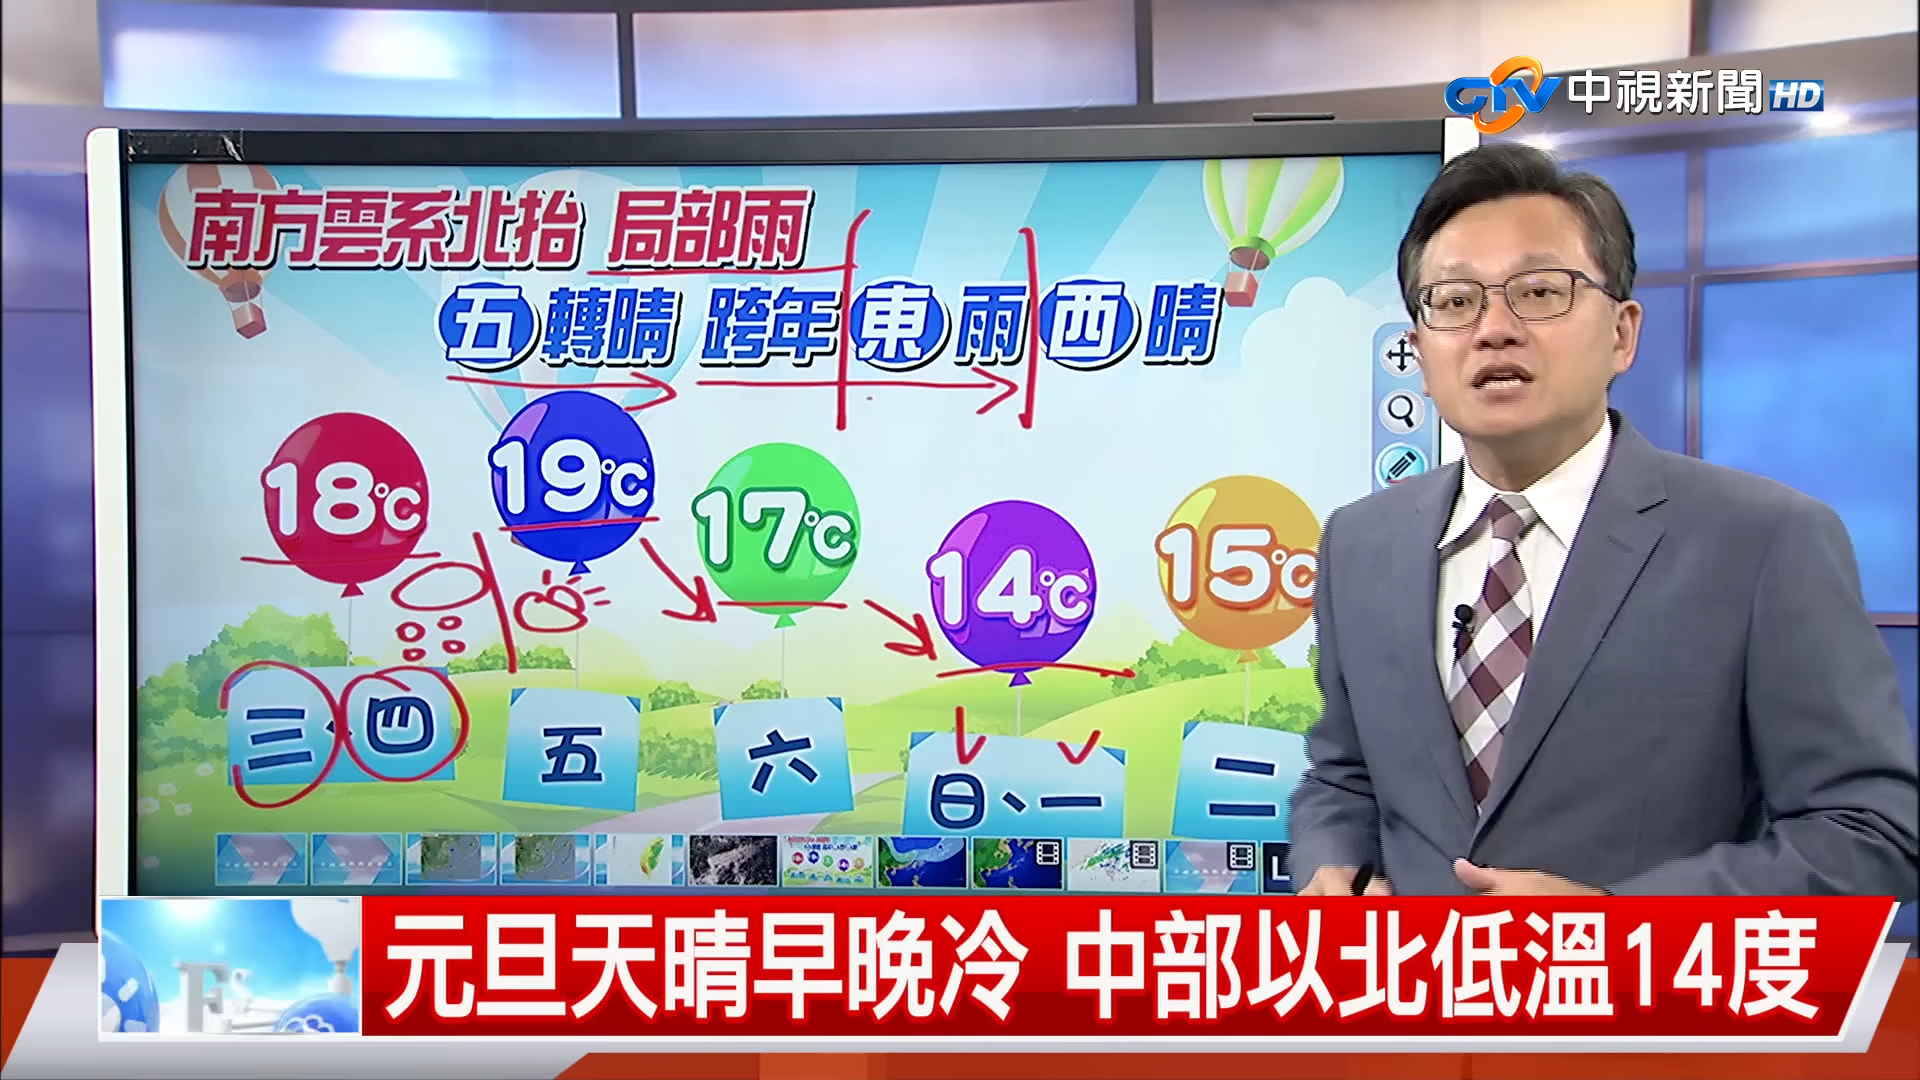 CTV 中視新聞 HD
南方雲系北抬 局部雨
五轉晴 跨年東雨西晴
18°C
19°C
17°C
14°C
15°C
三、四
五
六
日、一
二
元旦天晴早晚冷 中部以北低溫14度